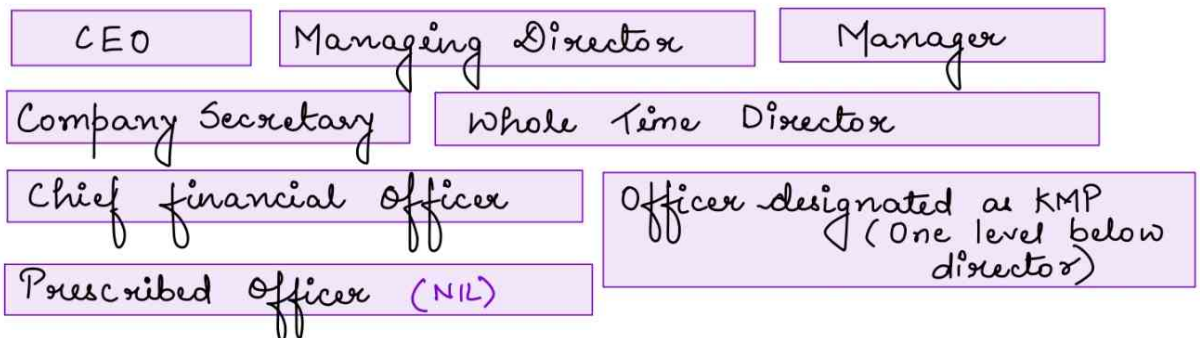 CEO Managing Director Manager
Company Secretary Whole Time Director
Chief financial officer Officer designated as KMP
(One level below
director)
Prescribed officer (NIL)